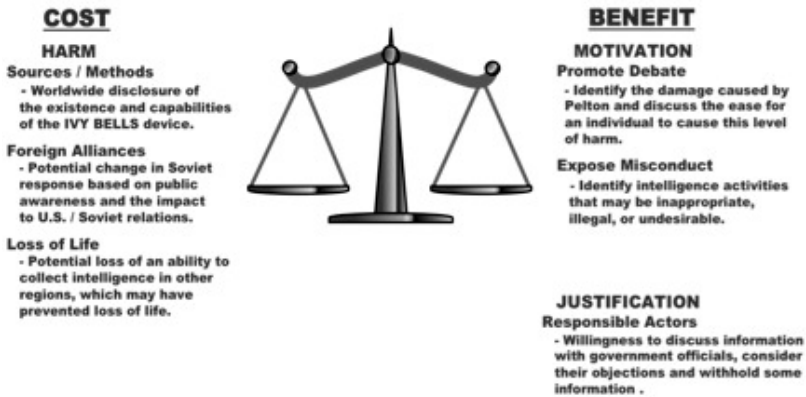 COST
HARM
Sources / Methods
- Worldwide disclosure of
the existence and capabilities
of the IVY BELLS device.
Foreign Alliances
- Potential change in Soviet
response based on public
awareness and the impact
to U.S. / Soviet relations.
Loss of Life
- Potential loss of an ability to
collect intelligence in other
regions, which may have
prevented loss of life.
BENEFIT
MOTIVATION
Promote Debate
- Identify the damage caused by
Pelton and discuss the ease for
an individual to cause this level
of harm.
Expose Misconduct
- Identify intelligence activities
that may be inappropriate,
illegal, or undesirable.
JUSTIFICATION
Responsible Actors
- Willingness to discuss information
with government officials, consider
their objections and withhold some
information .